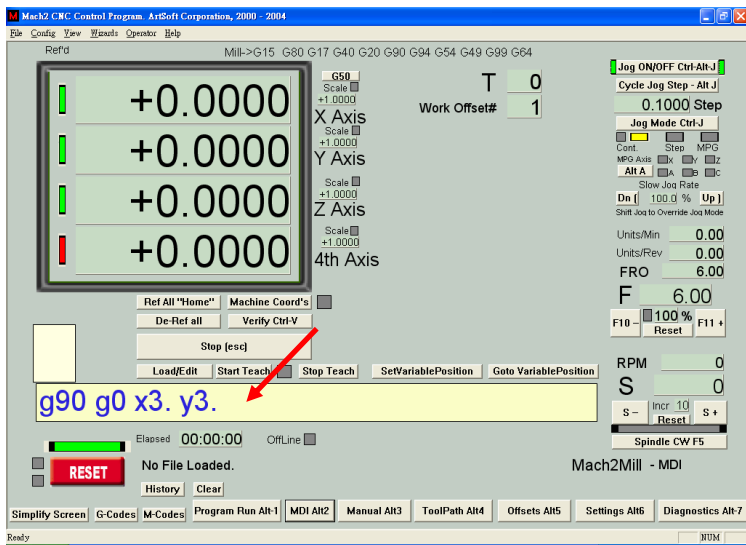 Mach2 CNC Control Program. ArtSoft Corporation, 2000 - 2004
File Config View Wizards Operator Help
Ref'd Mill->G15 G80 G17 G40 G20 G90 G94 G54 G49 G99 G64
+0.0000 G50 Scale +1.0000 X Axis
+0.0000 Scale +1.0000 Y Axis
+0.0000 Scale +1.0000 Z Axis
+0.0000 Scale +1.0000 4th Axis
T 0
Work Offset# 1
Jog ON/OFF Ctrl-Alt-J
Cycle Jog Step - Alt J
0.1000 Step
Jog Mode Ctrl-J
Cont. Step MPG
MPG Axis X Y Z
Alt A A B C
Slow Jog Rate
Dn ( 100.0 % Up )
Shift Jog to Override Jog Mode
Units/Min 0.00
Units/Rev 0.00
FRO 6.00
F 6.00
F10 - 100 % Reset F11 +
RPM 0
S 0
S - Incr 10 Reset S +
Spindle CW F5
Ref All "Home" Machine Coord's
De-Ref all Verify Ctrl-V
Stop (esc)
Load/Edit Start Teach Stop Teach SetVariablePosition Goto VariablePosition
g90 g0 x3. y3.
Elapsed 00:00:00 OffLine
RESET No File Loaded. Mach2Mill - MDI
History Clear
Simplify Screen G-Codes M-Codes Program Run Alt-1 MDI Alt2 Manual Alt3 ToolPath Alt4 Offsets Alt5 Settings Alt6 Diagnostics Alt-7
Ready NUM